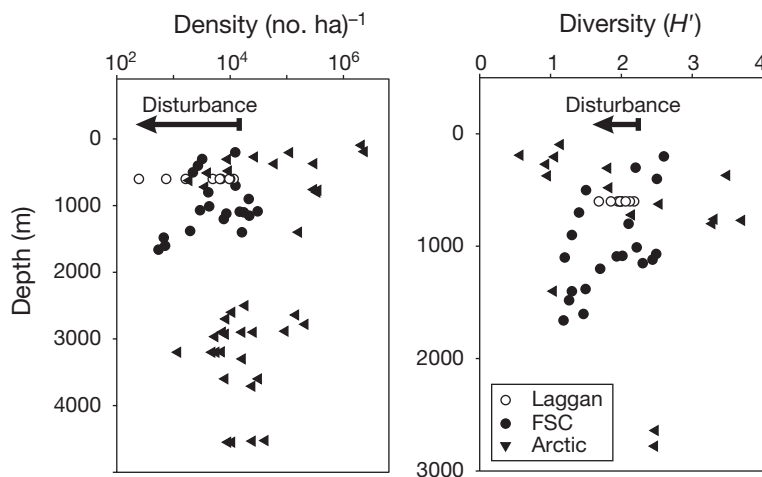 Density (no. ha)⁻¹
10² 10⁴ 10⁶
Disturbance
Depth (m)
0
1000
2000
3000
4000
Diversity (H′)
0 1 2 3 4
Disturbance
0
1000
2000
3000
Laggan
FSC
Arctic